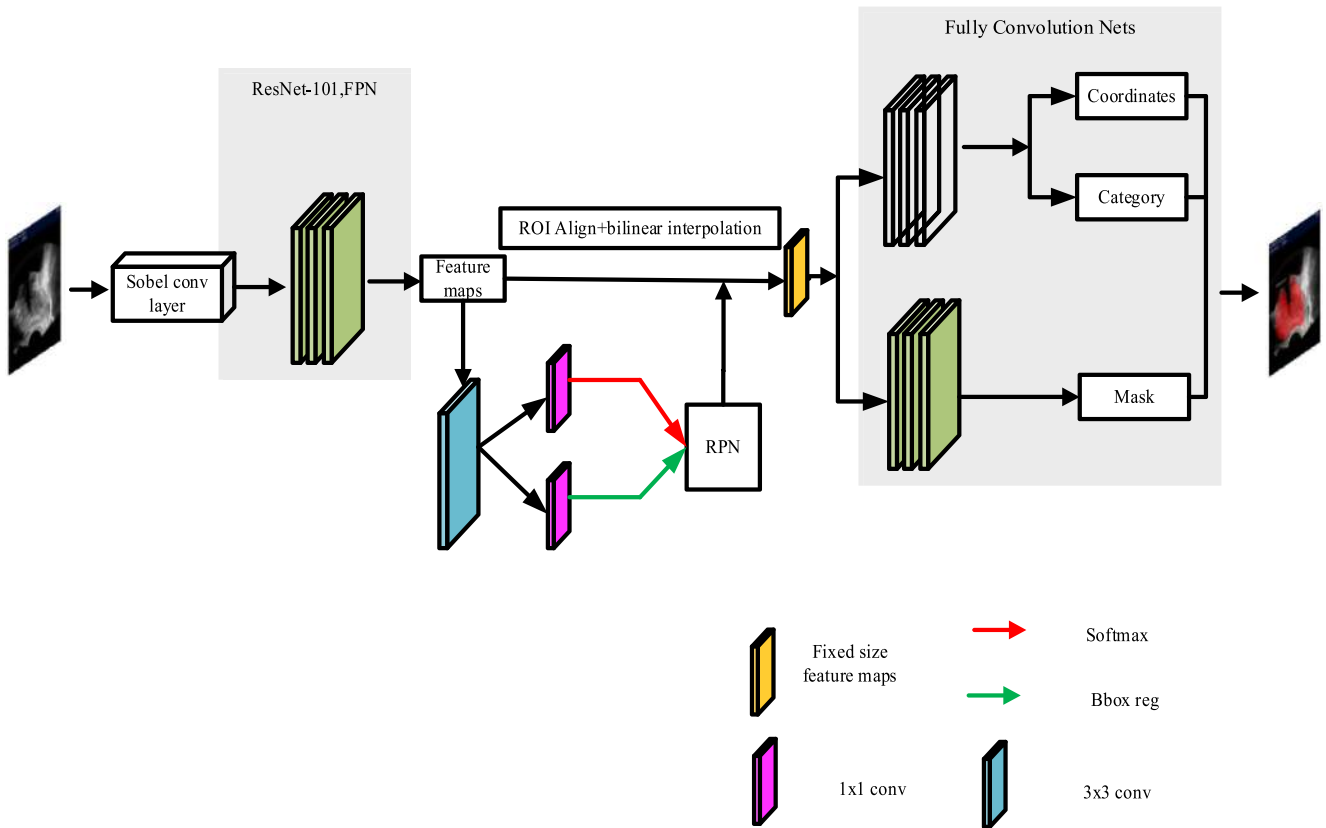 Fully Convolution Nets
ResNet-101,FPN
Coordinates
Category
ROI Align+bilinear interpolation
Sobel conv
layer
Feature
maps
Mask
RPN
Fixed size
feature maps
Softmax
Bbox reg
1x1 conv
3x3 conv